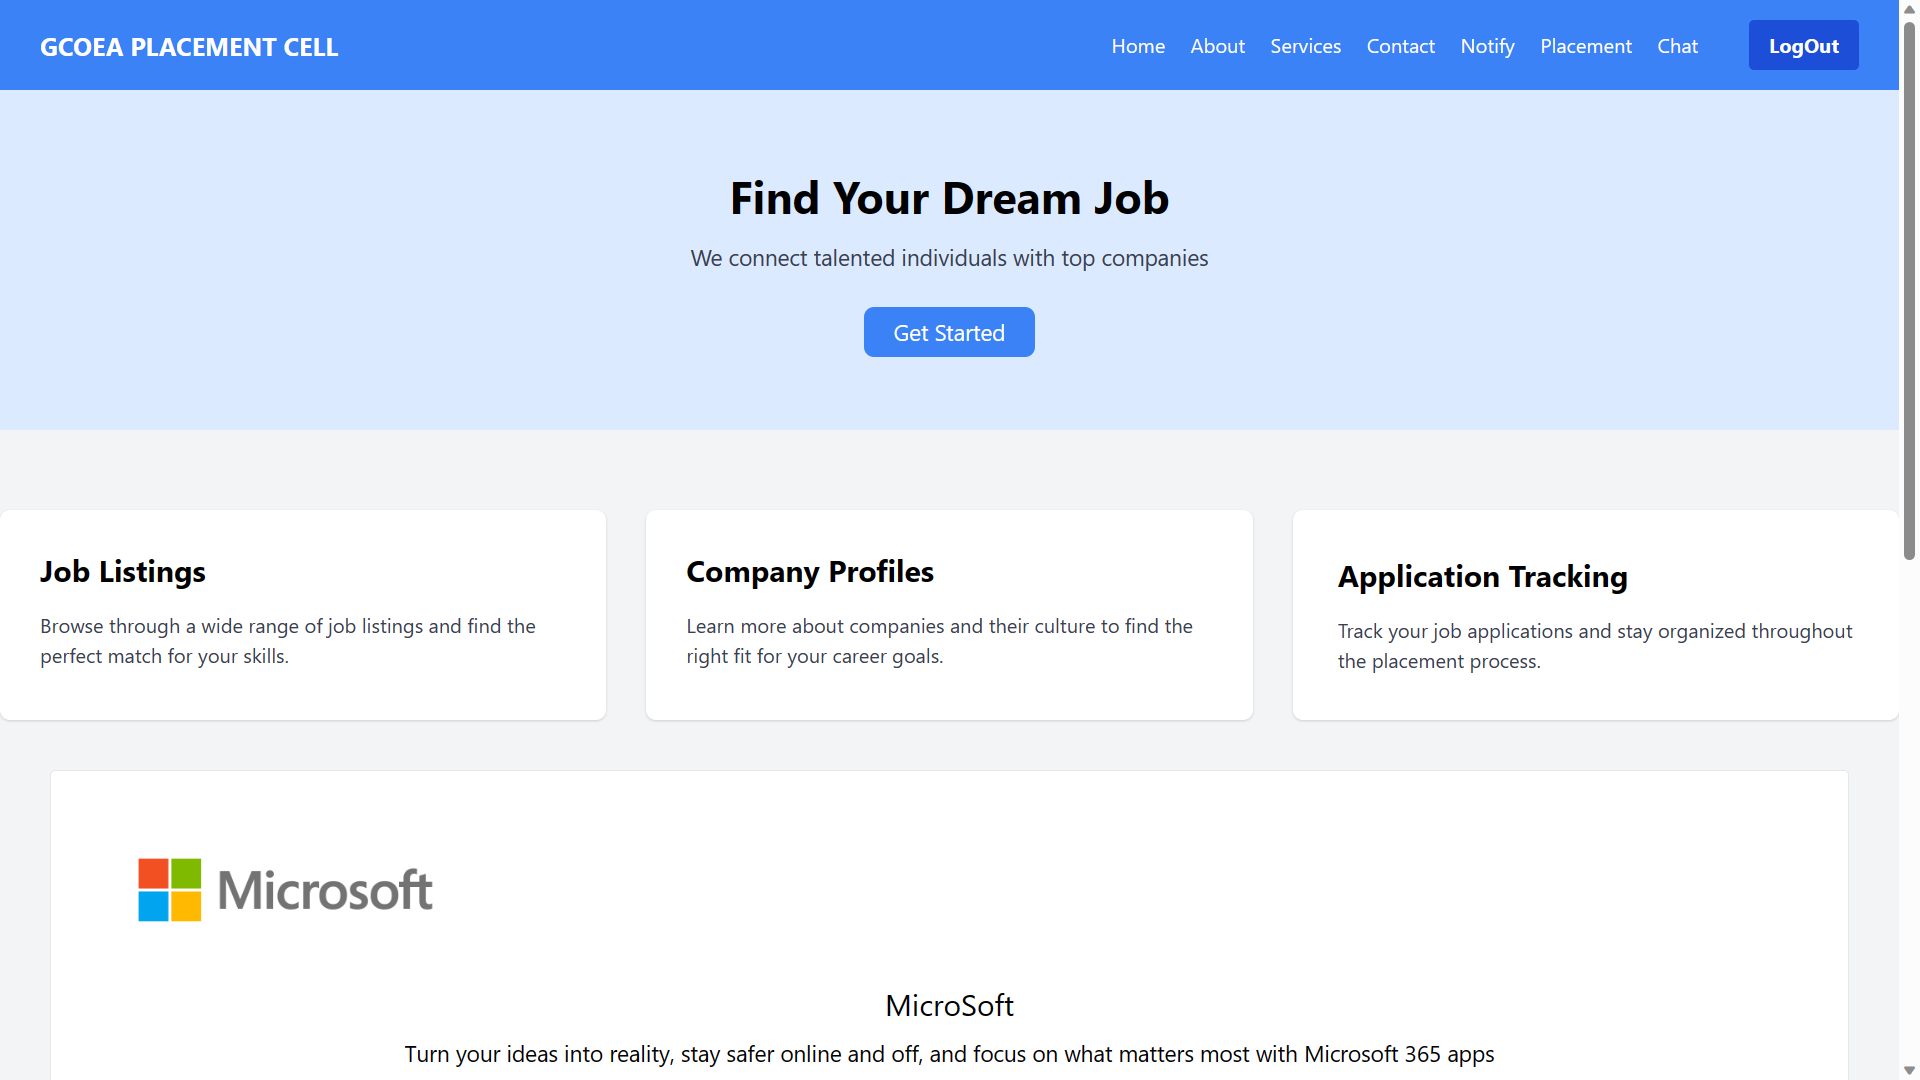 GCOEA PLACEMENT CELL
Home About Services Contact Notify Placement Chat LogOut
Find Your Dream Job
We connect talented individuals with top companies
Get Started
Job Listings
Browse through a wide range of job listings and find the
perfect match for your skills.
Company Profiles
Learn more about companies and their culture to find the
right fit for your career goals.
Application Tracking
Track your job applications and stay organized throughout
the placement process.
Microsoft
MicroSoft
Turn your ideas into reality, stay safer online and off, and focus on what matters most with Microsoft 365 apps